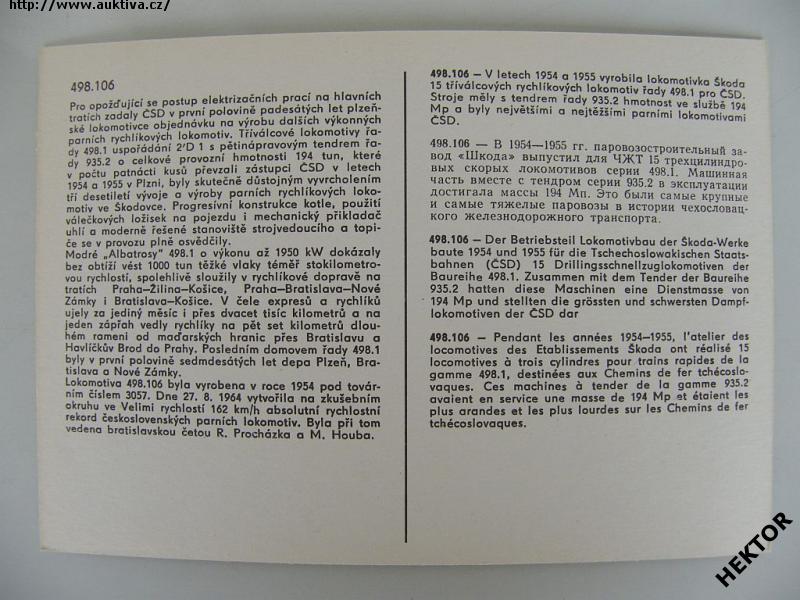 http://www.auktiva.cz/
498.106
Pro opožďující se postup elektrizačních prací na hlavních
tratích zadaly ČSD v první polovině padesátých let plzeň-
ské lokomotivce objednávku na výrobu dalších výkonných
parních rychlíkových lokomotiv. Tříválcové lokomotivy řa-
dy 498.1 uspořádání 2'D 1 s pětinápravovým tendrem řa-
dy 935.2 o celkové provozní hmotnosti 194 tun, které
v počtu patnácti kusů převzali zástupci ČSD v letech
1954 a 1955 v Plzni, byly skutečně důstojným vyvrcholením
tří desetiletí vývoje a výroby parních rychlíkových loko-
motiv ve Škodovce. Progresivní konstrukce kotle, použití
válečkových ložisek na pojezdu i mechanický přikladač
uhlí a moderně řešené stanoviště strojvedoucího a topi-
če se v provozu plně osvědčily.
Modré „Albatrosy" 498.1 o výkonu až 1950 kW dokázaly
bez obtíží vést 1000 tun těžké vlaky téměř stokilometro-
vou rychlostí, spolehlivě sloužily v rychlíkové dopravě na
tratích Praha–Žilina–Košice, Praha–Bratislava–Nové
Zámky i Bratislava–Košice. V čele expresů a rychlíků
ujely za jediný měsíc i přes dvacet tisíc kilometrů a na
jeden zápřah vedly rychlíky na pět set kilometrů dlou-
hém rameni od maďarských hranic přes Bratislavu a
Havlíčkův Brod do Prahy. Posledním domovem řady 498.1
byly v první polovině sedmdesátých let depa Plzeň, Bra-
tislava a Nové Zámky.
Lokomotiva 498.106 byla vyrobena v roce 1954 pod továr-
ním číslem 3057. Dne 27. 8. 1964 vytvořila na zkušebním
okruhu ve Velimi rychlostí 162 km/h absolutní rychlostní
rekord československých parních lokomotiv. Byla při tom
vedena bratislavskou četou R. Procházka a M. Houba.
498.106 – V letech 1954 a 1955 vyrobila lokomotivka Škoda
15 tříválcových rychlíkových lokomotiv řady 498.1 pro ČSD.
Stroje měly s tendrem řady 935.2 hmotnost ve službě 194
Mp a byly největšími a nejtěžšími parními lokomotivami
ČSD.
498.106 — В 1954—1955 гг. паровозостроительный за-
вод «Шкода» выпустил для ЧЖТ 15 трехцилиндро-
вых скорых локомотивов серии 498.1. Машинная
часть вместе с тендром серии 935.2 в эксплуатации
достигала массы 194 Мп. Это были самые крупные
и самые тяжелые паровозы в истории чехословац-
кого железнодорожного транспорта.
498.106 – Der Betriebsteil Lokomotivbau der Škoda-Werke
baute 1954 und 1955 für die Tschechoslowakischen Staats-
bahnen (ČSD) 15 Drillingsschnellzuglokomotiven der
Baureihe 498.1. Zusammen mit dem Tender der Baureihe
935.2 hatten diese Maschinen eine Dienstmasse von
194 Mp und stellten die grössten und schwersten Dampf-
lokomotiven der ČSD dar
498.106 – Pendant les années 1954–1955, l'atelier des
locomotives des Etablissements Škoda ont réalisé 15
locomotives à trois cylindres pour trains rapides de la
gamme 498.1, destinées aux Chemins de fer tchécoslo-
vaques. Ces machines à tender de la gamme 935.2
avaient en service une masse de 194 Mp et étaient les
plus arandes et les plus lourdes sur les Chemins de fer
tchécoslovaques.
HEKTOR